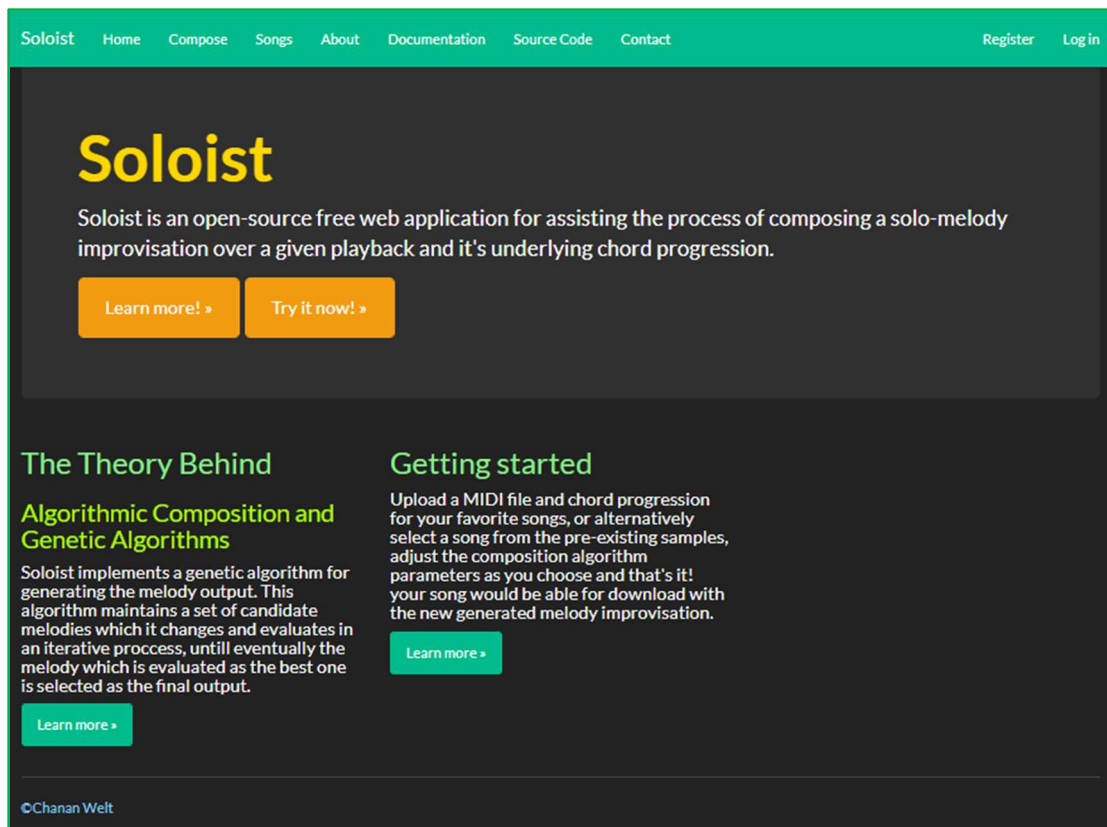 Soloist Home Compose Songs About Documentation Source Code Contact Register Log in
Soloist
Soloist is an open-source free web application for assisting the process of composing a solo-melody
improvisation over a given playback and it's underlying chord progression.
Learn more! » Try it now! »
The Theory Behind
Algorithmic Composition and
Genetic Algorithms
Soloist implements a genetic algorithm for
generating the melody output. This
algorithm maintains a set of candidate
melodies which it changes and evaluates in
an iterative proccess, untill eventually the
melody which is evaluated as the best one
is selected as the final output.
Learn more »
Getting started
Upload a MIDI file and chord progression
for your favorite songs, or alternatively
select a song from the pre-existing samples,
adjust the composition algorithm
parameters as you choose and that's it!
your song would be able for download with
the new generated melody improvisation.
Learn more »
©Chanan Welt